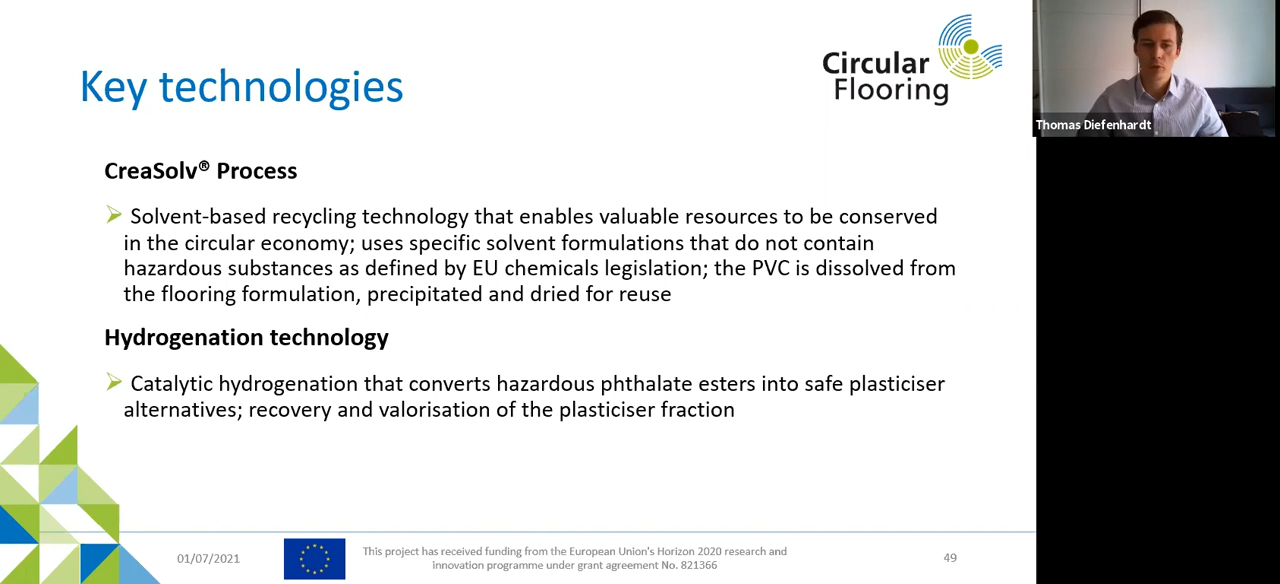 Key technologies
Circular
Flooring
Thomas Diefenhardt
CreaSolv® Process
Solvent-based recycling technology that enables valuable resources to be conserved
in the circular economy; uses specific solvent formulations that do not contain
hazardous substances as defined by EU chemicals legislation; the PVC is dissolved from
the flooring formulation, precipitated and dried for reuse
Hydrogenation technology
Catalytic hydrogenation that converts hazardous phthalate esters into safe plasticiser
alternatives; recovery and valorisation of the plasticiser fraction
01/07/2021
This project has received funding from the European Union's Horizon 2020 research and
innovation programme under grant agreement No. 821366
49